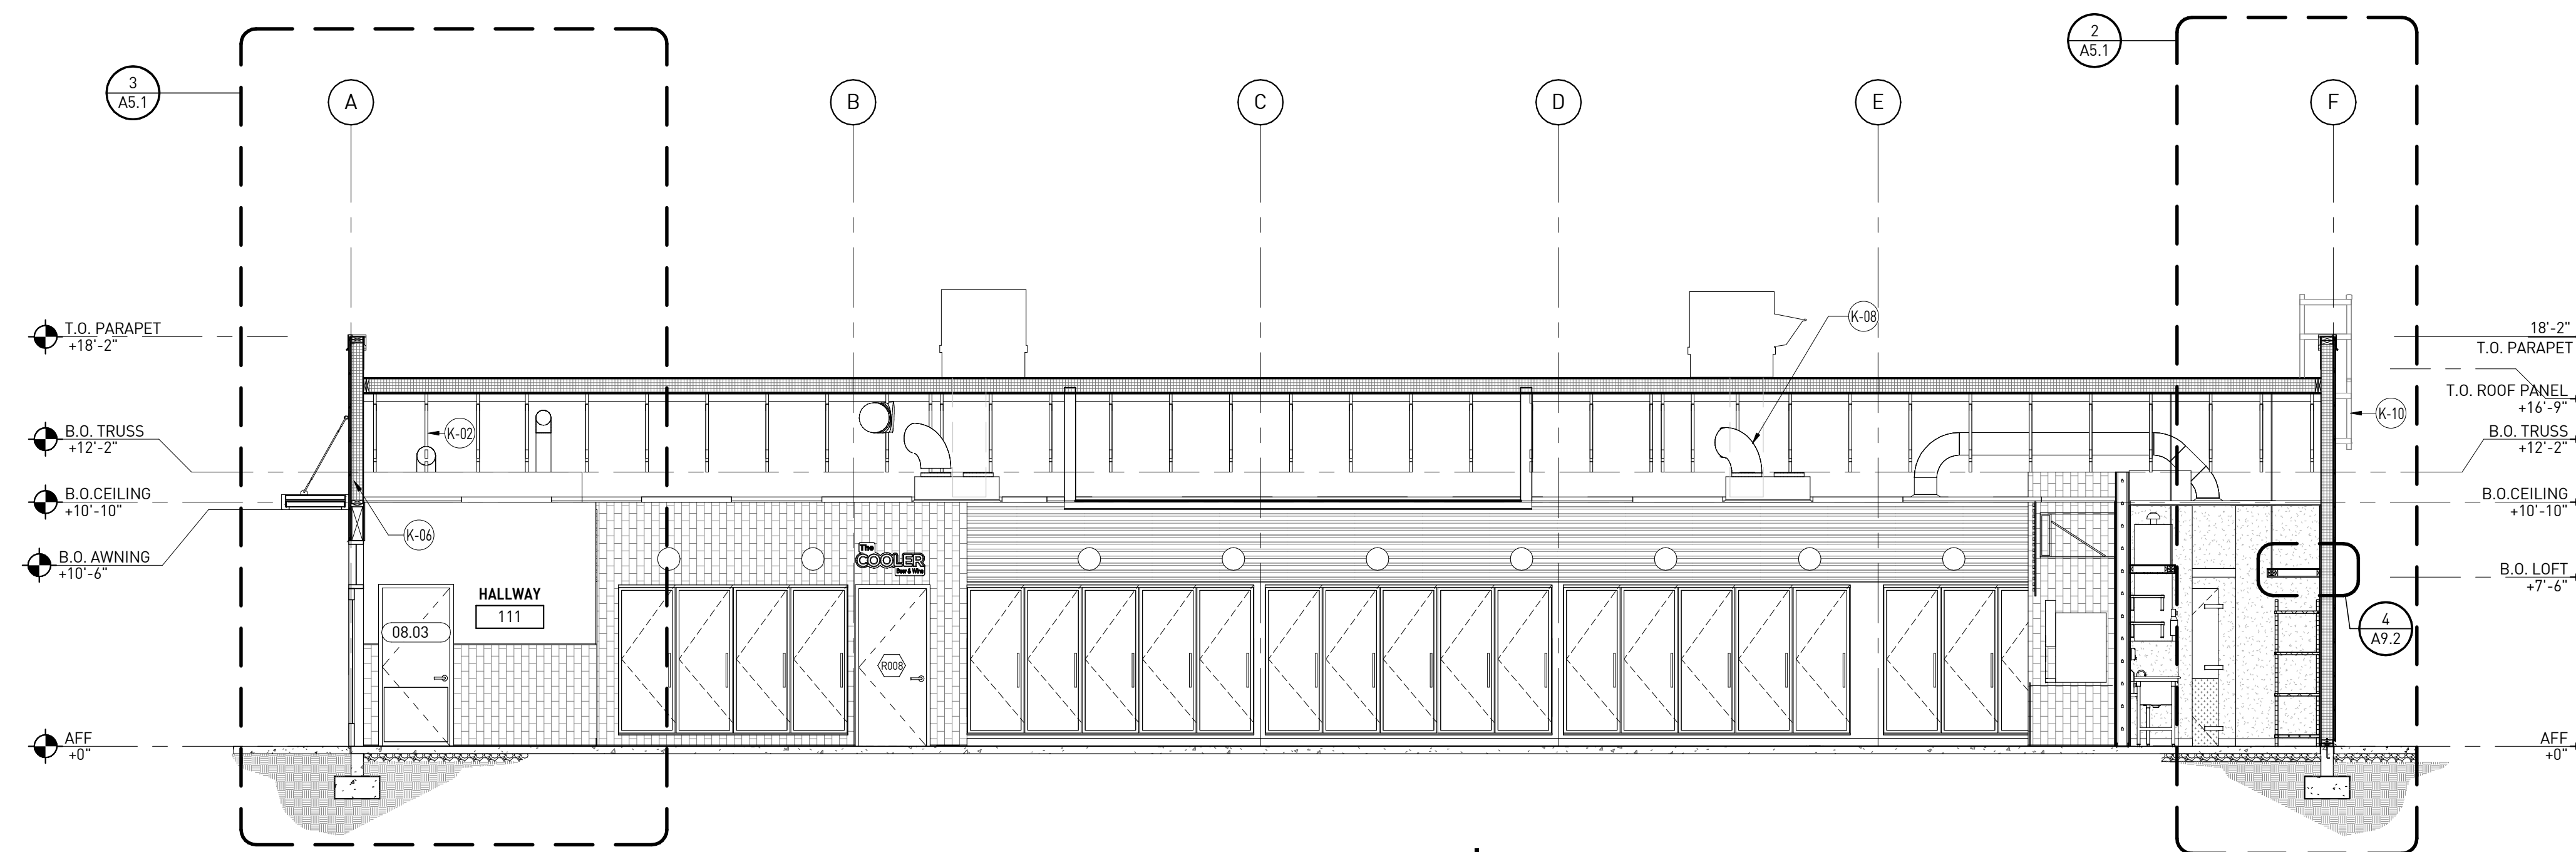 3
A5.1
2
A5.1
A
B
C
D
E
F
K-08
T.O. PARAPET
+18'-2"
18'-2"
T.O. PARAPET
T.O. ROOF PANEL
+16'-9"
K-02
K-10
B.O. TRUSS
+12'-2"
B.O. TRUSS
+12'-2"
B.O.CEILING
+10'-10"
B.O.CEILING
+10'-10"
K-06
B.O. AWNING
+10'-6"
The
COOLER
Beer & Wine
B.O. LOFT
+7'-6"
HALLWAY
111
08.03
4
A9.2
R008
AFF
+0"
AFF
+0"